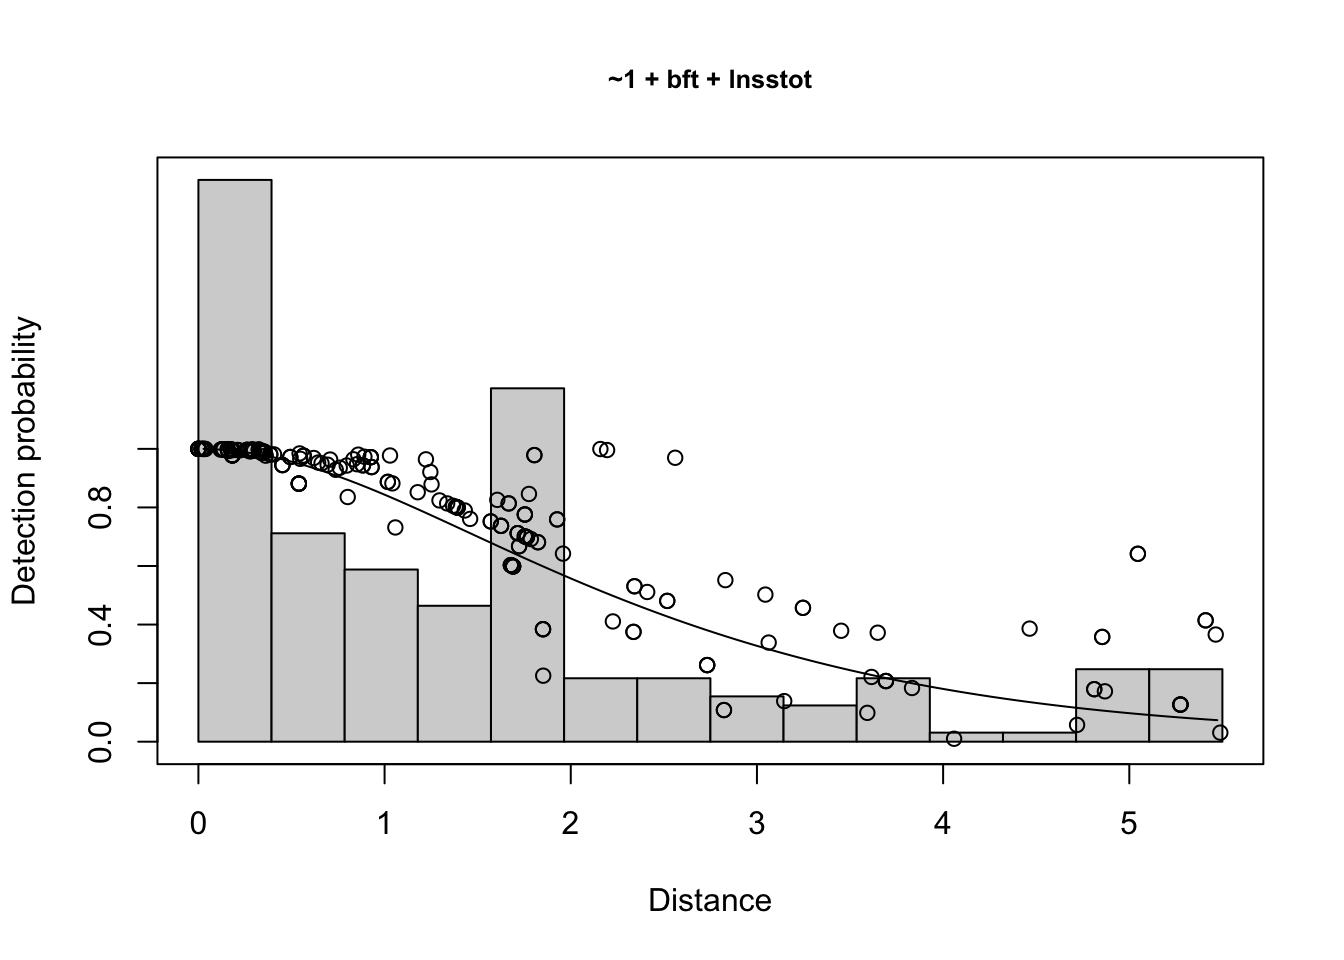 ~1 + bft + lnsstot
Detection probability
0.8
0.4
0.0
0 1 2 3 4 5
Distance